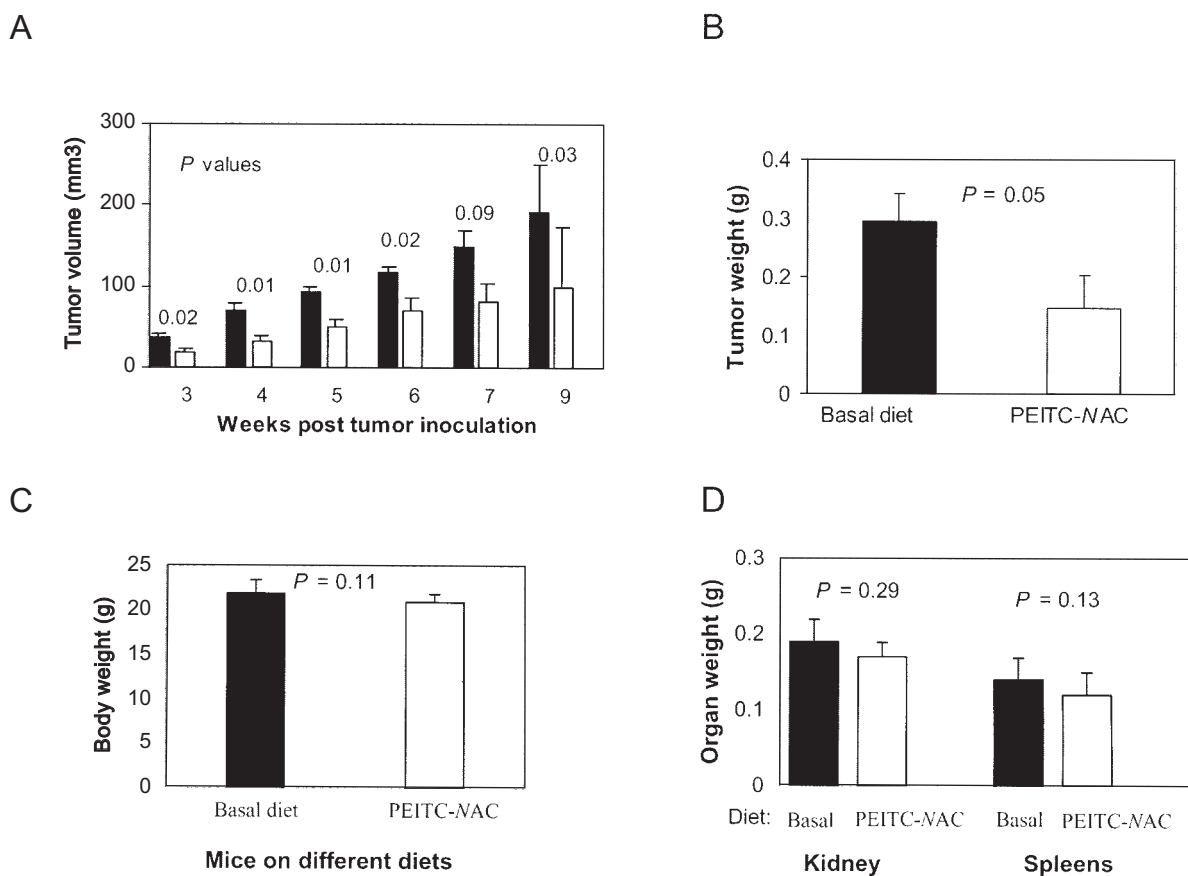 A
Tumor volume (mm3)
300
200
100
0
P values
0.02
0.01
0.01
0.02
0.09
0.03
3 4 5 6 7 9
Weeks post tumor inoculation
B
Tumor weight (g)
0.4
0.3
0.2
0.1
0
P = 0.05
Basal diet PEITC-NAC
C
Body weight (g)
25
20
15
10
5
0
P = 0.11
Basal diet PEITC-NAC
Mice on different diets
D
Organ weight (g)
0.3
0.2
0.1
0
P = 0.29
P = 0.13
Diet: Basal PEITC-NAC Basal PEITC-NAC
Kidney Spleens